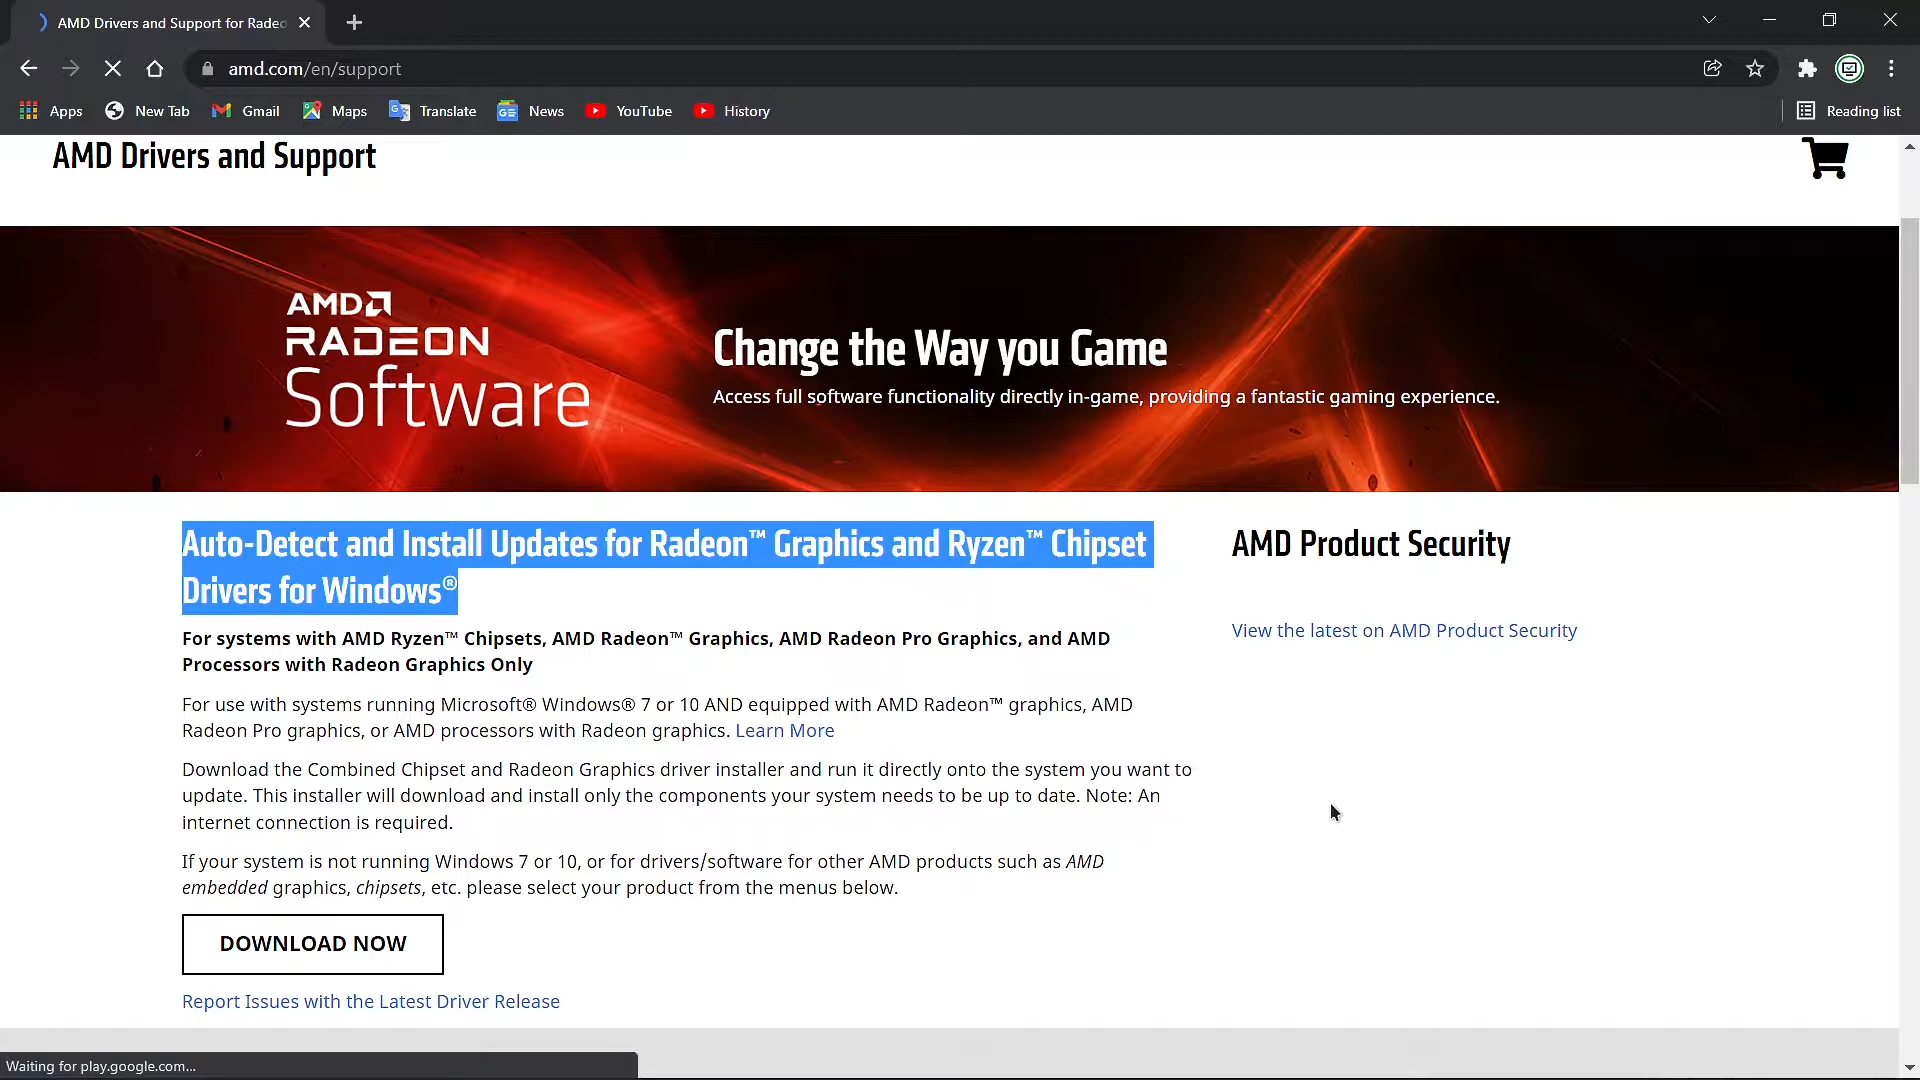 AMD Drivers and Support for Radeo
amd.com/en/support
Apps New Tab Gmail Maps Translate News YouTube History Reading list
AMD Drivers and Support
AMD
RADEON
Software
Change the Way you Game
Access full software functionality directly in-game, providing a fantastic gaming experience.
Auto-Detect and Install Updates for Radeon™ Graphics and Ryzen™ Chipset
Drivers for Windows®
For systems with AMD Ryzen™ Chipsets, AMD Radeon™ Graphics, AMD Radeon Pro Graphics, and AMD
Processors with Radeon Graphics Only
For use with systems running Microsoft® Windows® 7 or 10 AND equipped with AMD Radeon™ graphics, AMD
Radeon Pro graphics, or AMD processors with Radeon graphics. Learn More
Download the Combined Chipset and Radeon Graphics driver installer and run it directly onto the system you want to
update. This installer will download and install only the components your system needs to be up to date. Note: An
internet connection is required.
If your system is not running Windows 7 or 10, or for drivers/software for other AMD products such as AMD
embedded graphics, chipsets, etc. please select your product from the menus below.
DOWNLOAD NOW
Report Issues with the Latest Driver Release
AMD Product Security
View the latest on AMD Product Security
Waiting for play.google.com...